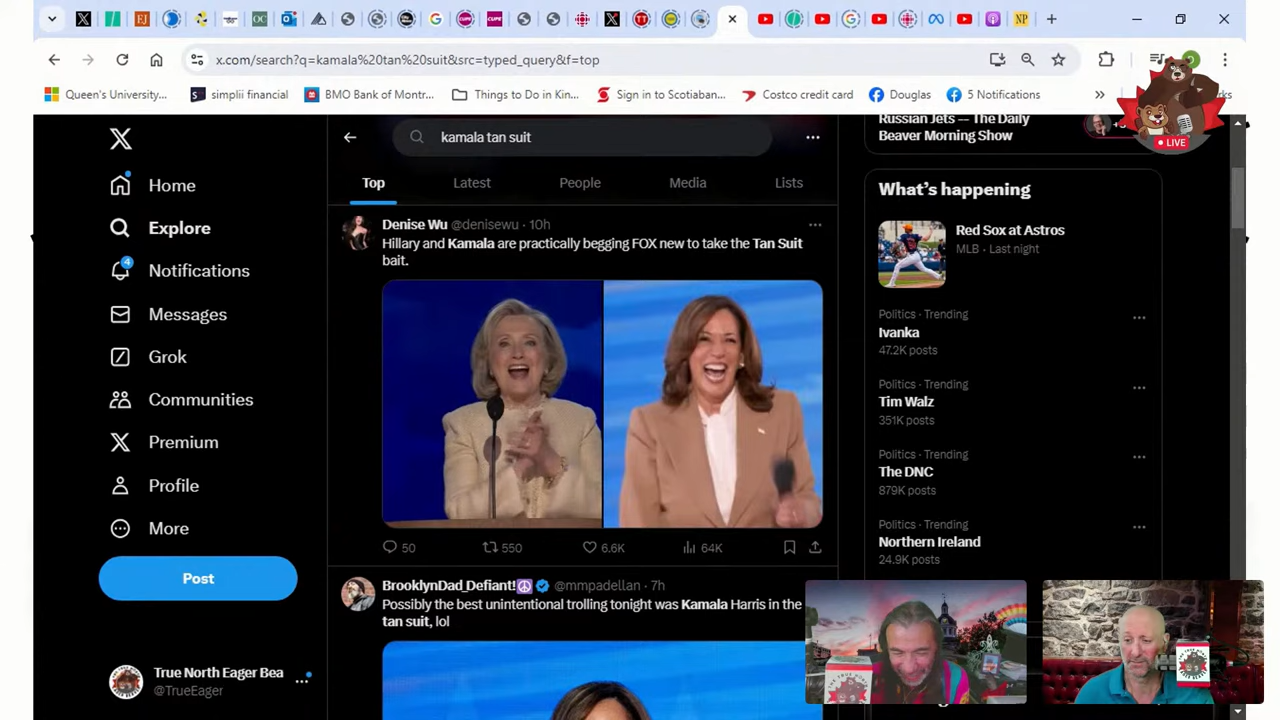 x.com/search?q=kamala%20tan%20suit&src=typed_query&f=top
Queen's University...
simplii financial
BMO Bank of Montr...
Things to Do in Kin...
Sign in to Scotiaban...
Costco credit card
Douglas
5 Notifications
LIVE
kamala tan suit
Top
Latest
People
Media
Lists
Home
Explore
Notifications
4
Messages
Grok
Communities
Premium
Profile
More
Post
True North Eager Bea
@TrueEager
Denise Wu @denisewu · 10h
Hillary and Kamala are practically begging FOX new to take the Tan Suit
bait.
50
550
6.6K
64K
BrooklynDad_Defiant! @mmpadellan · 7h
Possibly the best unintentional trolling tonight was Kamala Harris in the
tan suit, lol
Russian Jets -- The Daily
Beaver Morning Show
What's happening
Red Sox at Astros
MLB · Last night
Politics · Trending
Ivanka
47.2K posts
Politics · Trending
Tim Walz
351K posts
Politics · Trending
The DNC
879K posts
Politics · Trending
Northern Ireland
24.9K posts